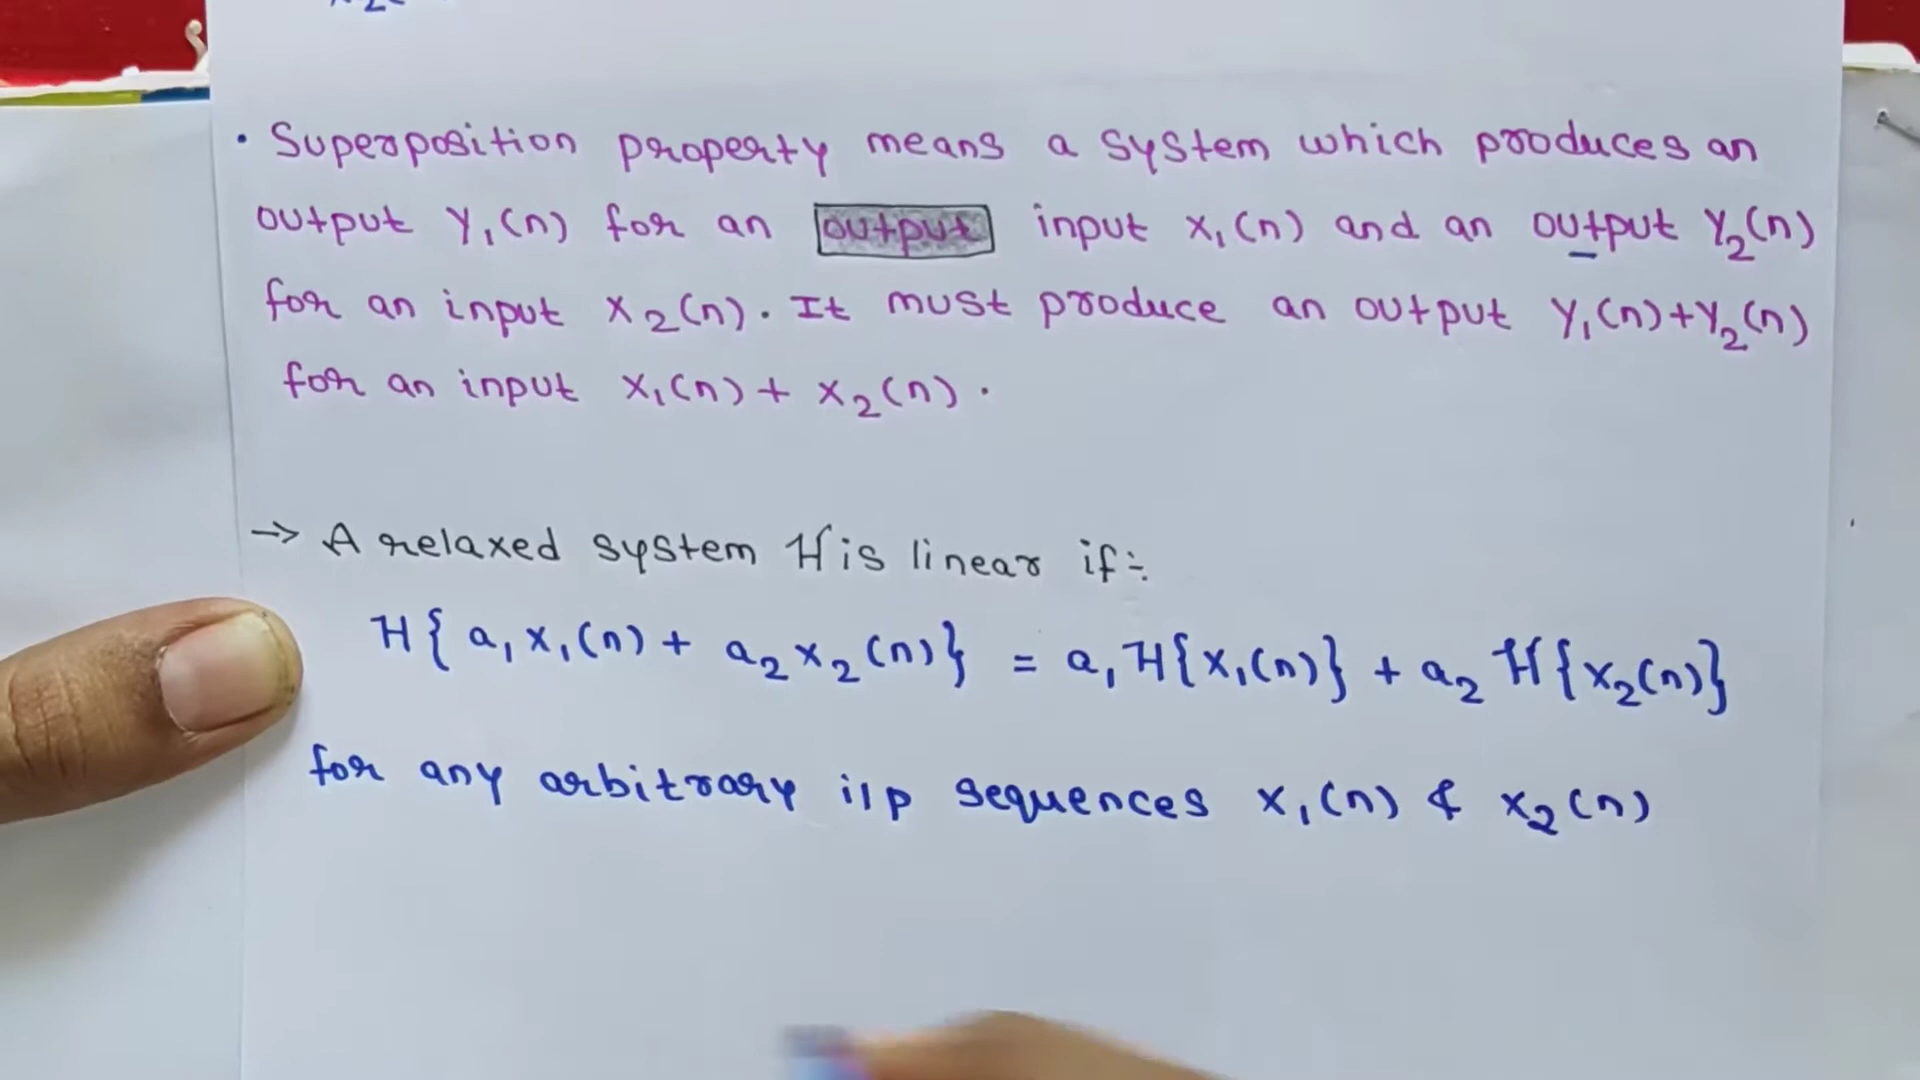 • Superposition property means a system which produces an
output y₁(n) for an output input x₁(n) and an output y₂(n)
for an input x₂(n). It must produce an output y₁(n)+y₂(n)
for an input x₁(n) + x₂(n).
→ A relaxed system H is linear if:-
H{a₁x₁(n) + a₂x₂(n)} = a₁H{x₁(n)} + a₂H{x₂(n)}
for any arbitrary i/p sequences x₁(n) & x₂(n)